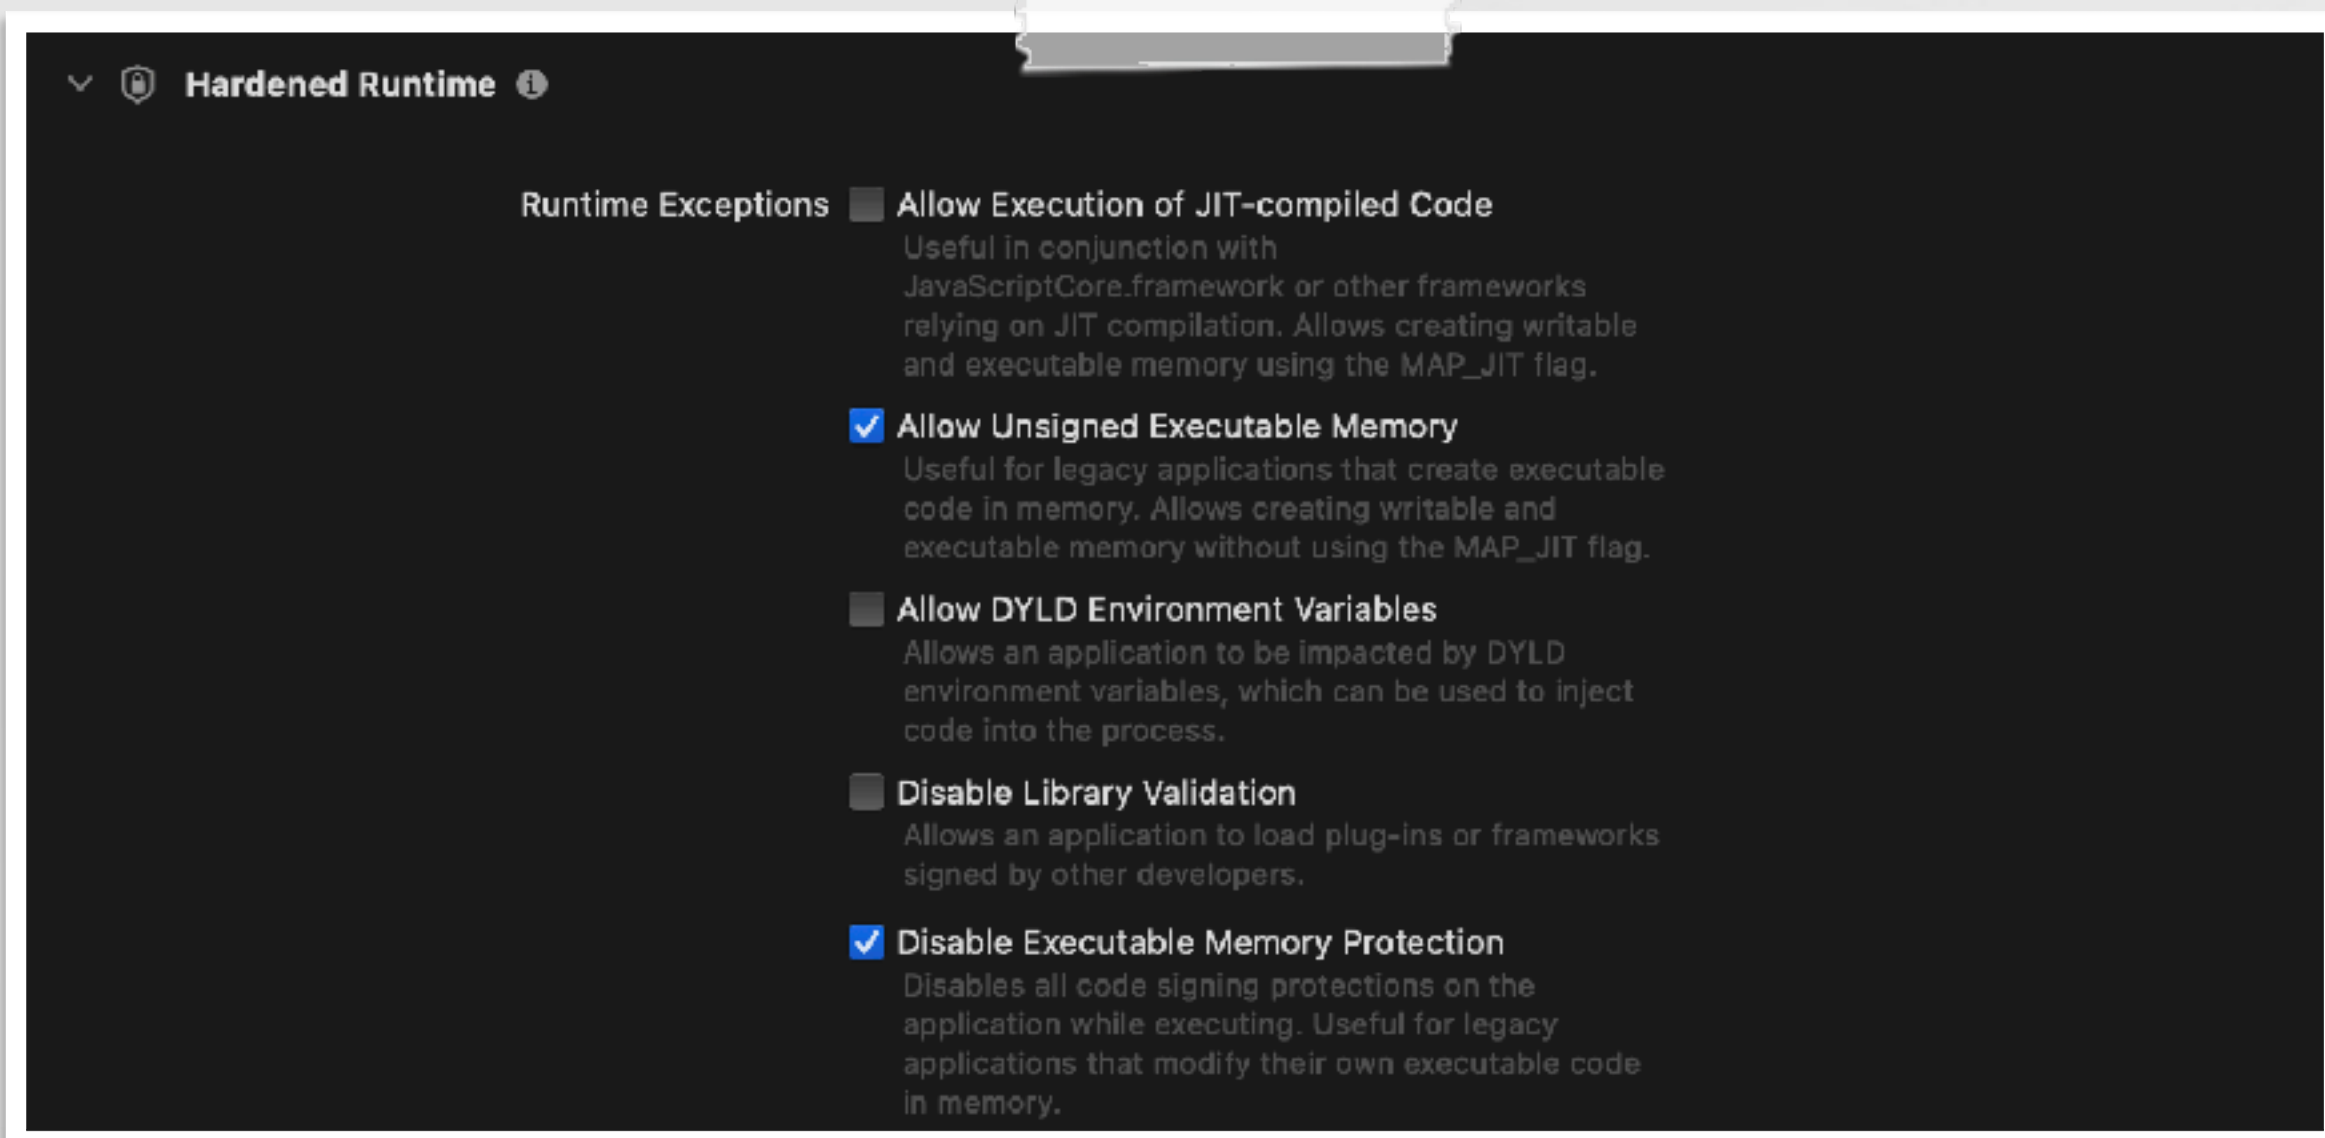 Hardened Runtime
Runtime Exceptions Allow Execution of JIT-compiled Code
Useful in conjunction with
JavaScriptCore.framework or other frameworks
relying on JIT compilation. Allows creating writable
and executable memory using the MAP_JIT flag.
Allow Unsigned Executable Memory
Useful for legacy applications that create executable
code in memory. Allows creating writable and
executable memory without using the MAP_JIT flag.
Allow DYLD Environment Variables
Allows an application to be impacted by DYLD
environment variables, which can be used to inject
code into the process.
Disable Library Validation
Allows an application to load plug-ins or frameworks
signed by other developers.
Disable Executable Memory Protection
Disables all code signing protections on the
application while executing. Useful for legacy
applications that modify their own executable code
in memory.